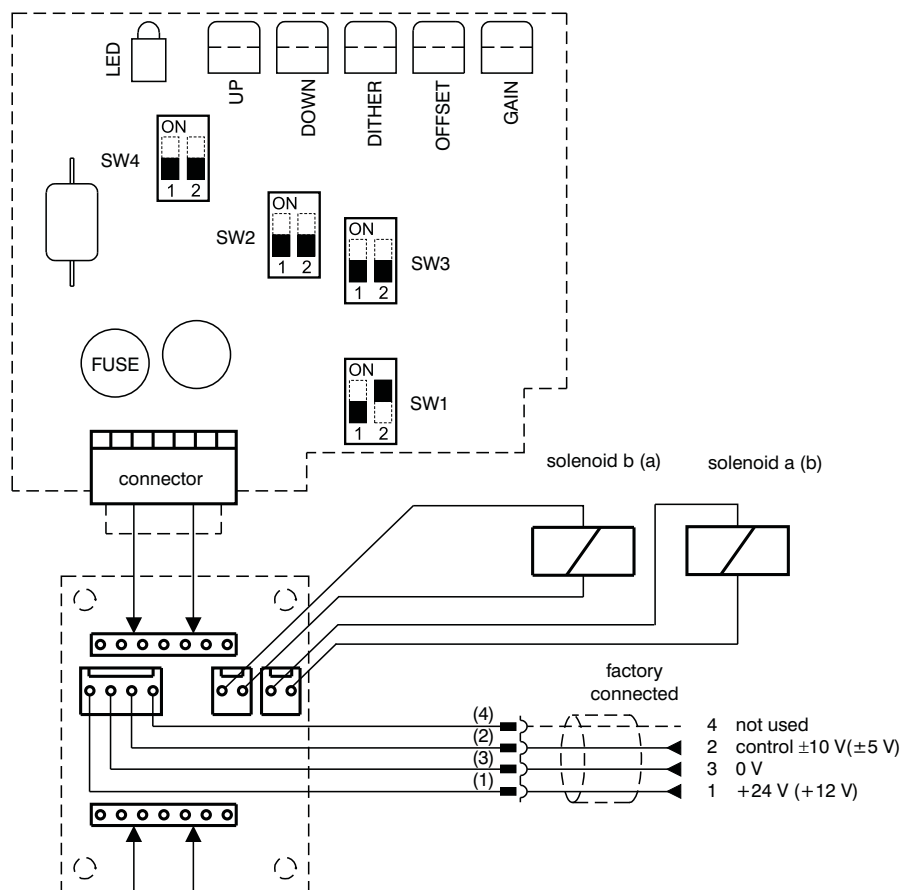 LED
UP
DOWN
DITHER
OFFSET
GAIN
ON
SW4
1 2
ON
SW2
1 2
ON
SW3
1 2
FUSE
ON
SW1
1 2
connector
solenoid b (a)
solenoid a (b)
factory
connected
(4)
4 not used
(2)
2 control ±10 V(±5 V)
(3)
3 0 V
(1)
1 +24 V (+12 V)